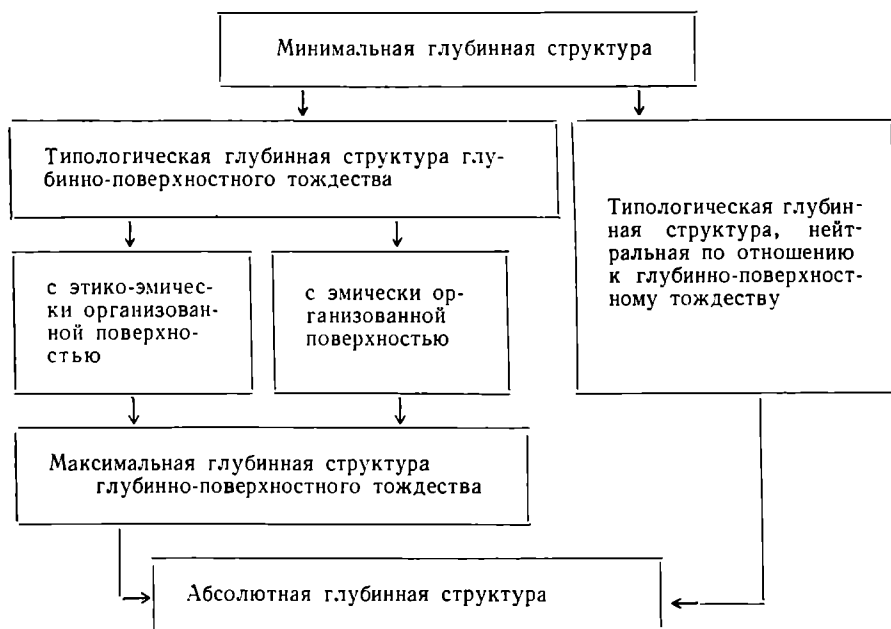 Минимальная глубинная структура
Типологическая глубинная структура глу-
бинно-поверхностного тождества
Типологическая глубин-
ная структура, нейт-
ральная по отношению
к глубинно-поверхност-
ному тождеству
с этико-эмичес-
ки организован-
ной поверхно-
стью
с эмически ор-
ганизованной
поверхностью
Максимальная глубинная структура
глубинно-поверхностного тождества
Абсолютная глубинная структура